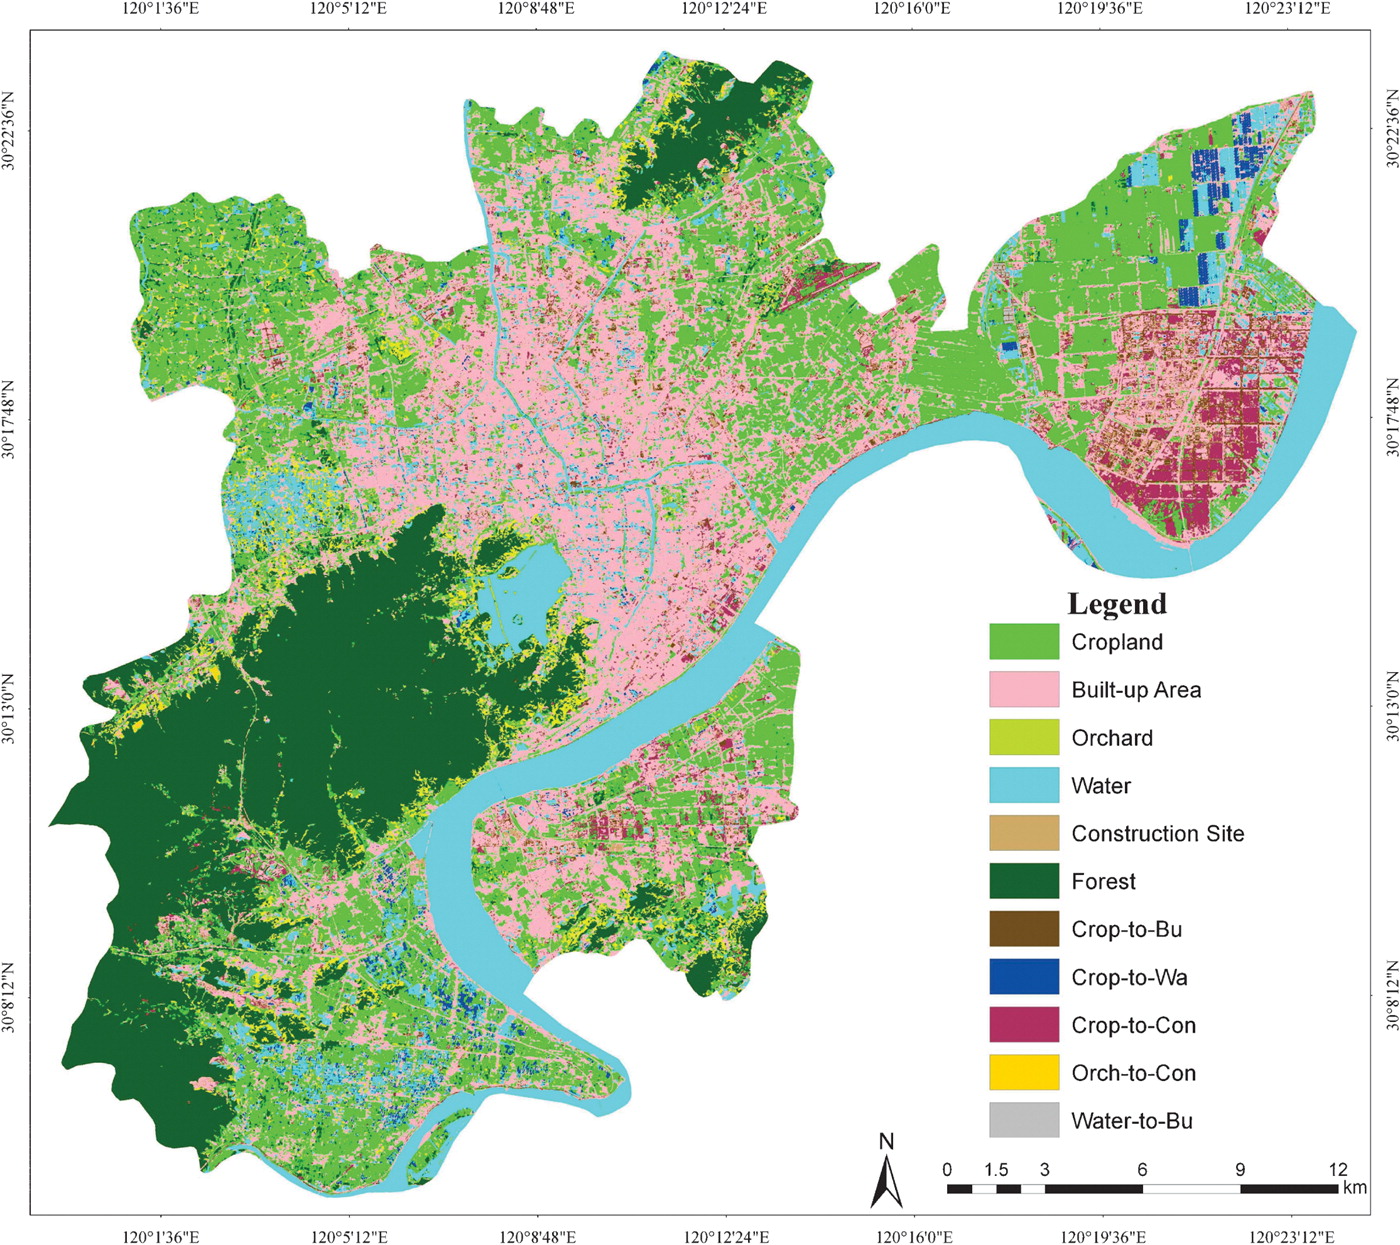 120°1'36"E 120°5'12"E 120°8'48"E 120°12'24"E 120°16'0"E 120°19'36"E 120°23'12"E
30°22'36"N 30°22'36"N
30°17'48"N 30°17'48"N
30°13'0"N 30°13'0"N
30°8'12"N 30°8'12"N
Legend
Cropland
Built-up Area
Orchard
Water
Construction Site
Forest
Crop-to-Bu
Crop-to-Wa
Crop-to-Con
Orch-to-Con
Water-to-Bu
N
0 1.5 3 6 9 12
km
120°1'36"E 120°5'12"E 120°8'48"E 120°12'24"E 120°16'0"E 120°19'36"E 120°23'12"E